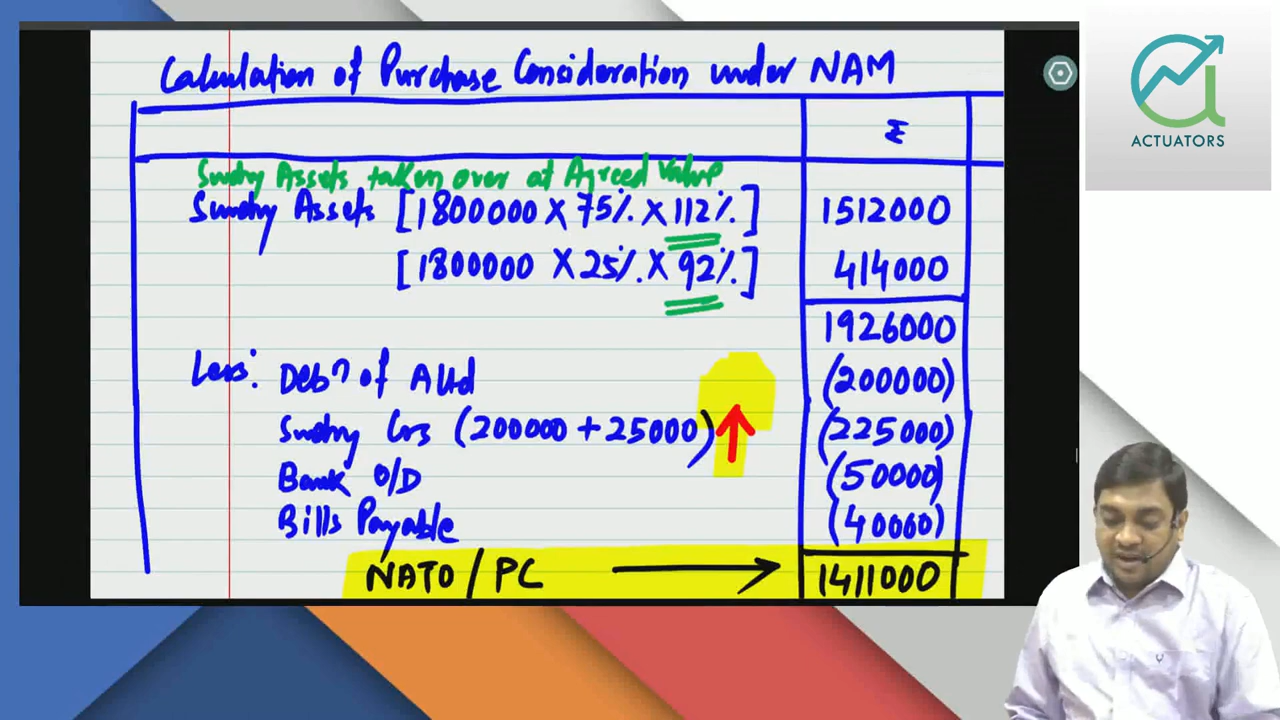 Calculation of Purchase Consideration under NAM
₹
Sundry Assets taken over at Agreed Value
Sundry Assets [1800000 X 75%. X 112%.] 1512000
[1800000 X 25%. X 92%.] 414000
1926000
Less: Debⁿ of A Ltd (200000)
Sundry Crs (200000 + 25000) (225000)
Bank O/D (50000)
Bills Payable (40000)
NATO / PC → 1411000
ACTUATORS